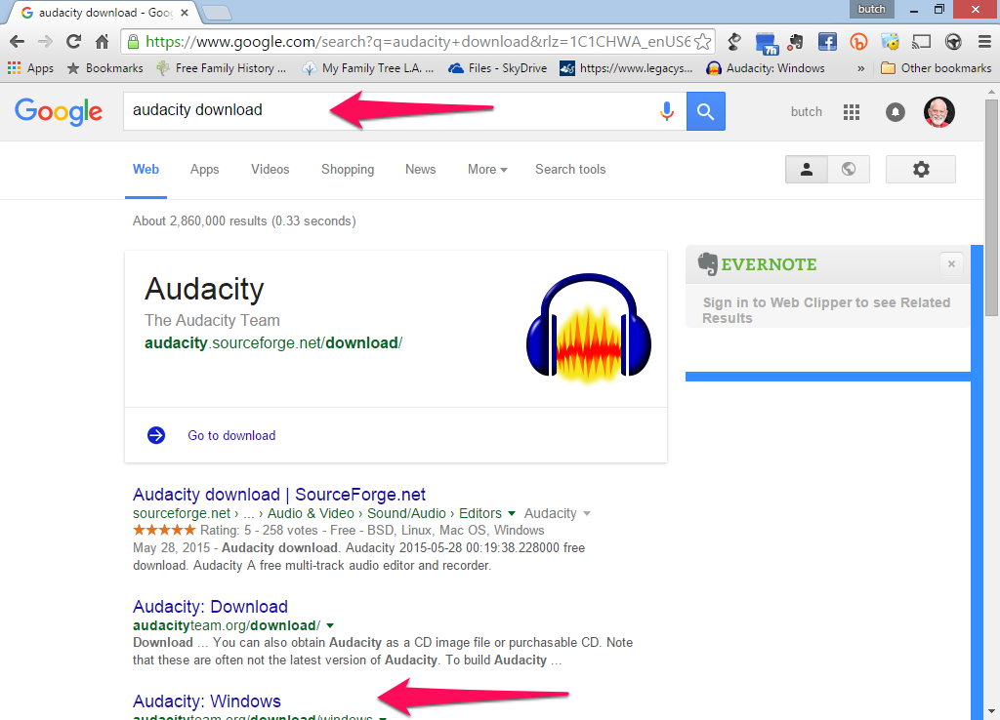 audacity download - Goo
butch
https://www.google.com/search?q=audacity+download&rlz=1C1CHWA_enUS6
7h
Apps
Bookmarks
Free Family History ...
My Family Tree L.A. ...
Files - SkyDrive
https://www.legacys...
Audacity: Windows
»
Other bookmarks
Google
audacity download
butch
Web
Apps
Videos
Shopping
News
More
Search tools
About 2,860,000 results (0.33 seconds)
Audacity
The Audacity Team
audacity.sourceforge.net/download/
Go to download
EVERNOTE
Sign in to Web Clipper to see Related
Results
Audacity download | SourceForge.net
sourceforge.net › ... › Audio & Video › Sound/Audio › Editors Audacity
Rating: 5 - 258 votes - Free - BSD, Linux, Mac OS, Windows
May 28, 2015 - Audacity download. Audacity 2015-05-28 00:19:38.228000 free
download. Audacity A free multi-track audio editor and recorder.
Audacity: Download
audacityteam.org/download/
Download ... You can also obtain Audacity as a CD image file or purchasable CD. Note
that these are often not the latest version of Audacity. To build Audacity ...
Audacity: Windows
audacityteam.org/download/windows